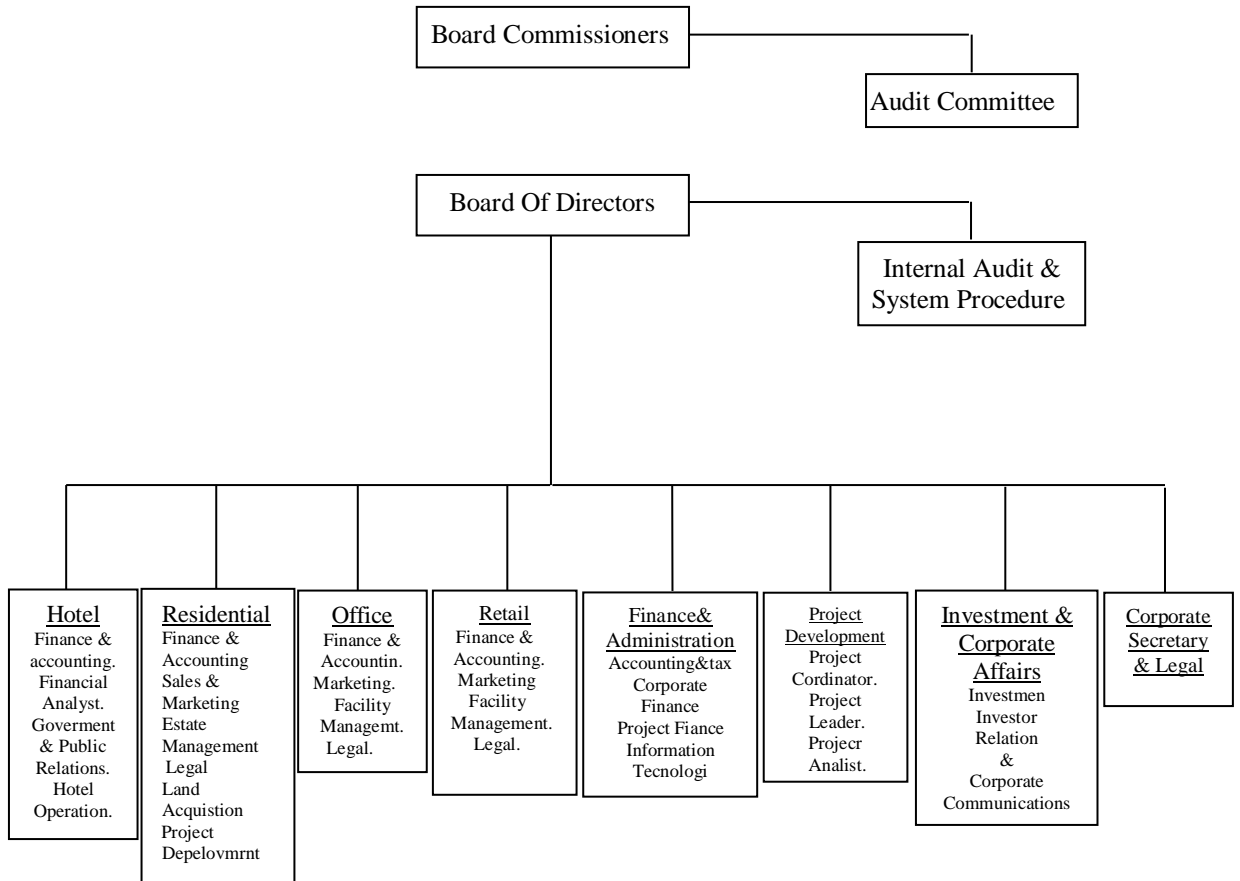 Board Commissioners
Audit Committee
Board Of Directors
Internal Audit &
System Procedure
Hotel
Finance &
accounting.
Financial
Analyst.
Goverment
& Public
Relations.
Hotel
Operation.
Residential
Finance &
Accounting
Sales &
Marketing
Estate
Management
Legal
Land
Acquistion
Project
Depelovmrnt
Office
Finance &
Accountin.
Marketing.
Facility
Managemt.
Legal.
Retail
Finance &
Accounting.
Marketing
Facility
Management.
Legal.
Finance&
Administration
Accounting&tax
Corporate
Finance
Project Fiance
Information
Tecnologi
Project
Development
Project
Cordinator.
Project
Leader.
Projecr
Analist.
Investment &
Corporate
Affairs
Investmen
Investor
Relation
&
Corporate
Communications
Corporate
Secretary
& Legal